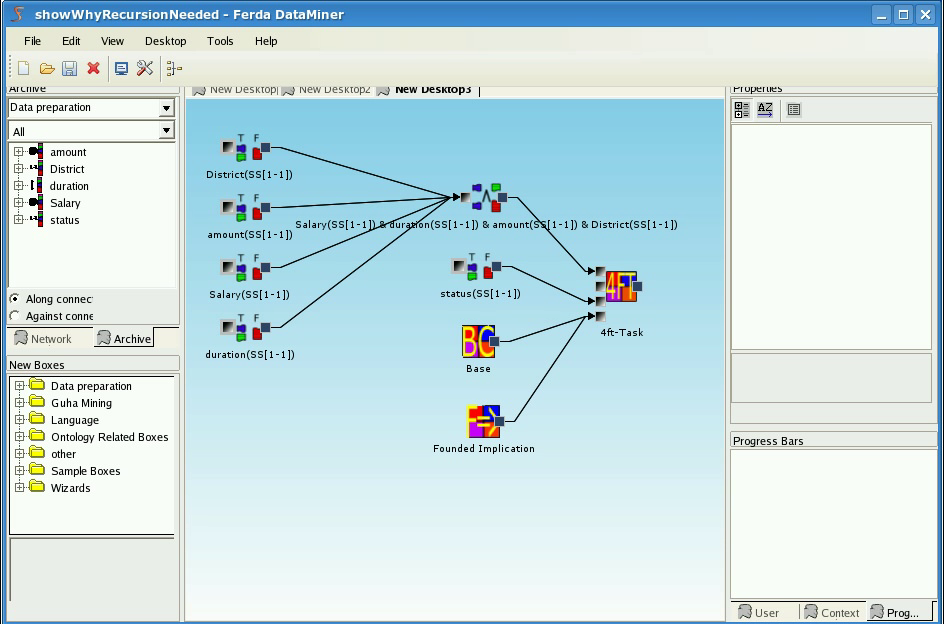 showWhyRecursionNeeded - Ferda DataMiner
File Edit View Desktop Tools Help
Archive
Data preparation
All
amount
District
duration
Salary
status
Along connec
Against conne
Network Archive
New Boxes
Data preparation
Guha Mining
Language
Ontology Related Boxes
other
Sample Boxes
Wizards
New Desktop New Desktop2 New Desktop3
T F
District(SS[1-1])
T F
amount(SS[1-1])
Salary(SS[1-1]) & duration(SS[1-1]) & amount(SS[1-1]) & District(SS[1-1])
T F
Salary(SS[1-1])
T F
status(SS[1-1])
4FT
4ft-Task
T F
duration(SS[1-1])
BC
Base
F=>
Founded Implication
Properties
AZ
Progress Bars
User Context Prog...